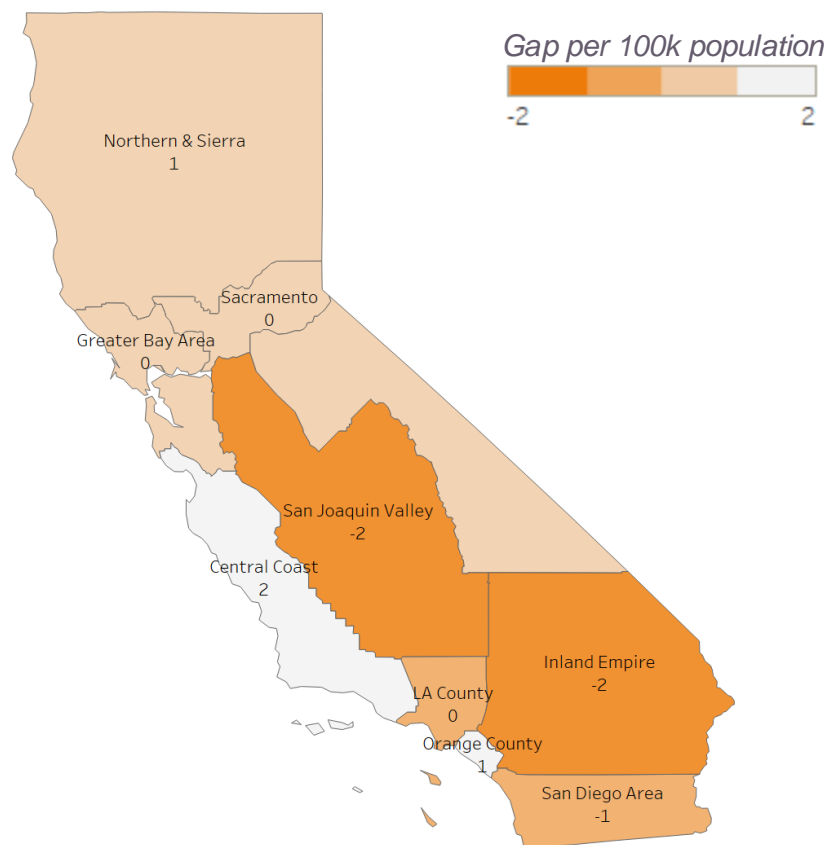 Gap per 100k population
-2 2
Northern & Sierra
1
Sacramento
0
Greater Bay Area
0
San Joaquin Valley
-2
Central Coast
2
Inland Empire
-2
LA County
0
Orange County
1
San Diego Area
-1